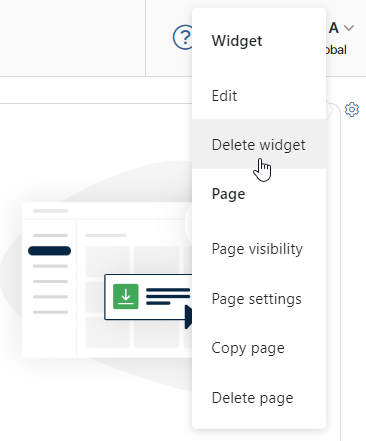 ?
A
obal
Widget
Edit
Delete widget
Page
Page visibility
Page settings
Copy page
Delete page